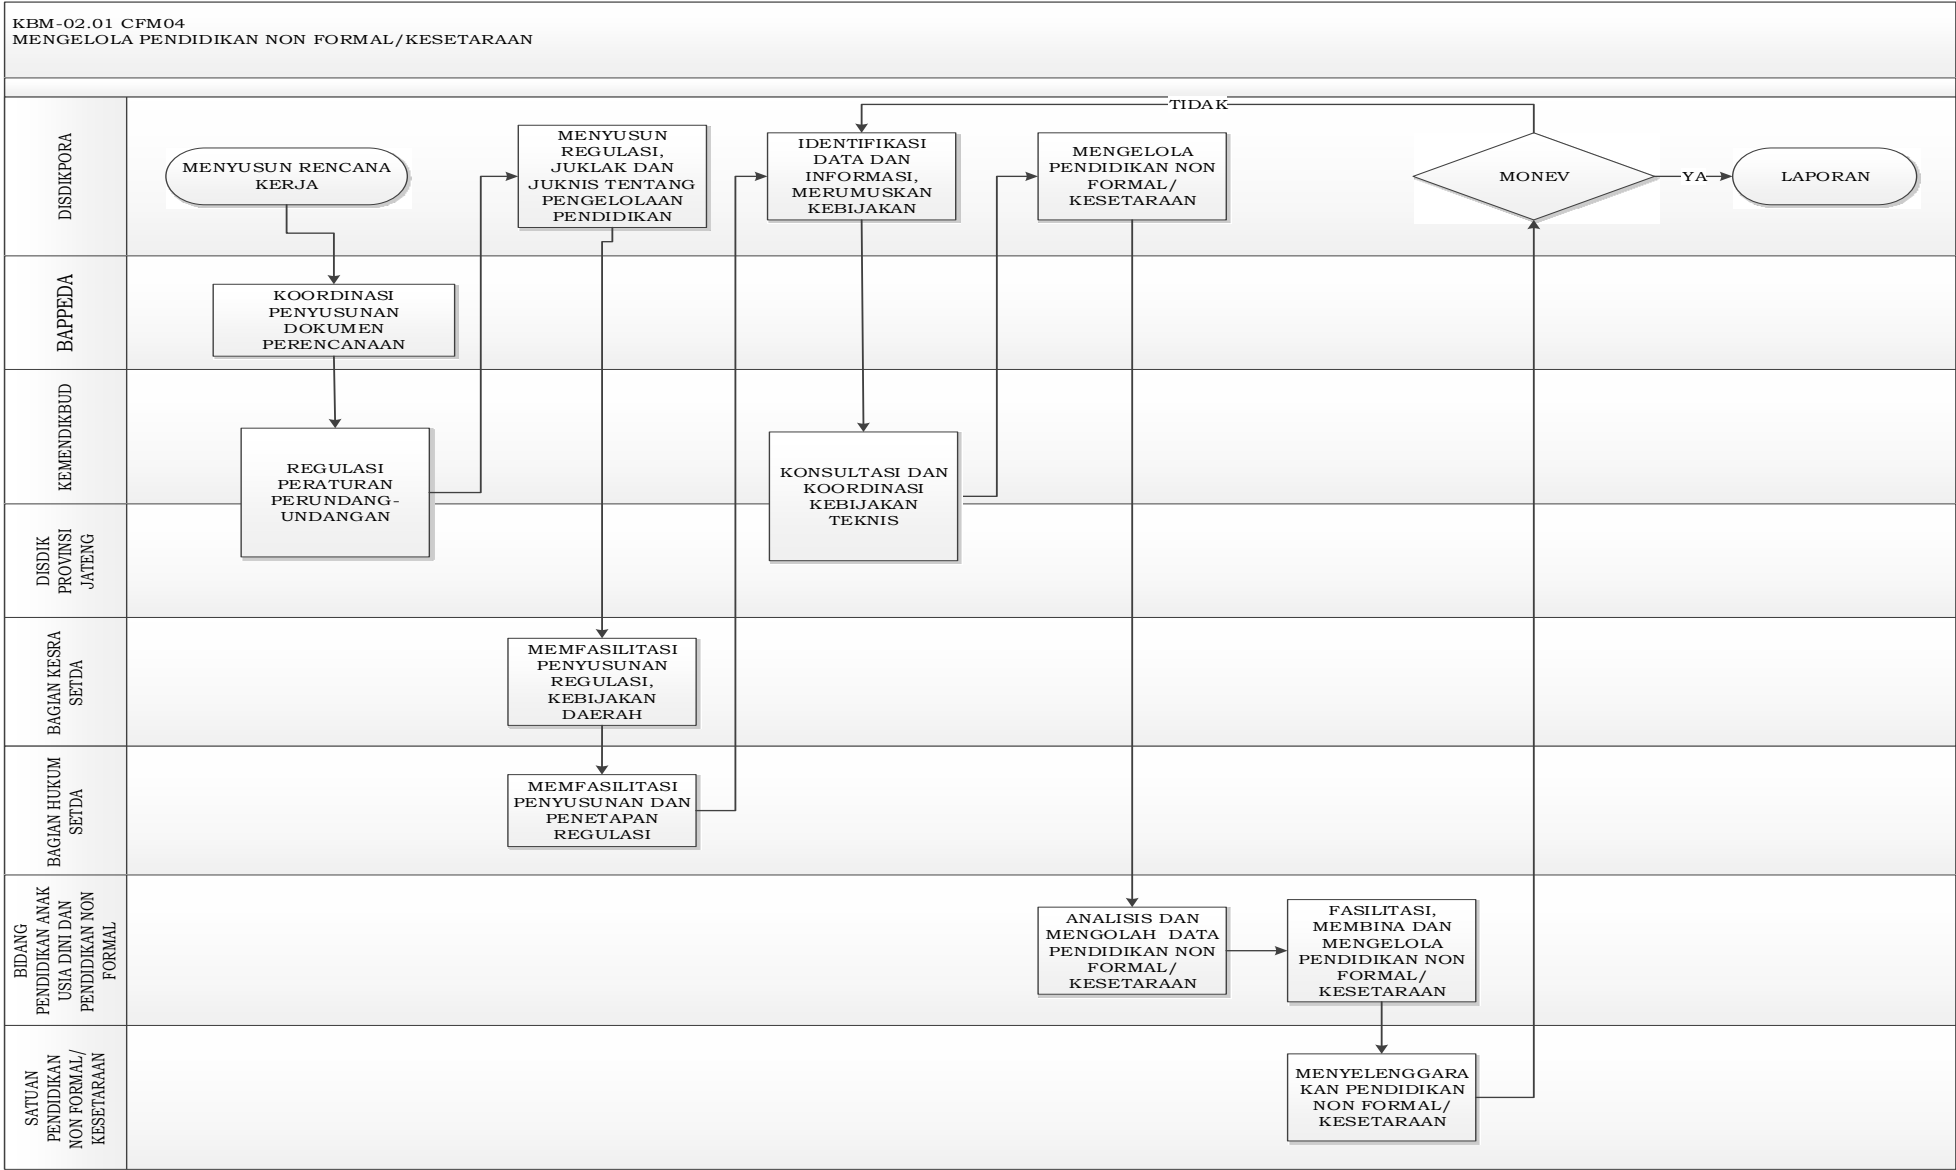 KBM-02.01 CFM04
MENGELOLA PENDIDIKAN NON FORMAL/KESETARAAN
DISIDIKPORA
MENYUSUN RENCANA
KERJA
MENYUSUN
REGULASI,
JUKLAK DAN
JUKNIS TENTANG
PENGELOLAAN
PENDIDIKAN
IDENTIFIKASI
DATA DAN
INFORMASI,
MERUMUSKAN
KEBIJAKAN
MENGELOLA
PENDIDIKAN NON
FORMAL/
KESETARAAN
TIDAK
MONEV
YA
LAPORAN
BAPPEDA
KOORDINASI
PENYUSUNAN
DOKUMEN
PERENCANAAN
KEMENDIKBUD
REGULASI
PERATURAN
PERUNDANG-
UNDANGAN
KONSULTASI DAN
KOORDINASI
KEBIJAKAN
TEKNIS
DISDIK
PROVINSI
JATENG
BAGIAN KESRA
SETDA
MEMFASILITASI
PENYUSUNAN
REGULASI,
KEBIJAKAN
DAERAH
BAGIAN HUKUM
SETDA
MEMFASILITASI
PENYUSUNAN DAN
PENETAPAN
REGULASI
BIDANG
PENDIDIKAN ANAK
USIA DINI DAN
PENDIDIKAN NON
FORMAL
ANALISIS DAN
MENGOLAH DATA
PENDIDIKAN NON
FORMAL/
KESETARAAN
FASILITASI,
MEMBINA DAN
MENGELOLA
PENDIDIKAN NON
FORMAL/
KESETARAAN
SATUAN
PENDIDIKAN
NON FORMAL/
KESETARAAN
MENYELENGGARA
KAN PENDIDIKAN
NON FORMAL/
KESETARAAN